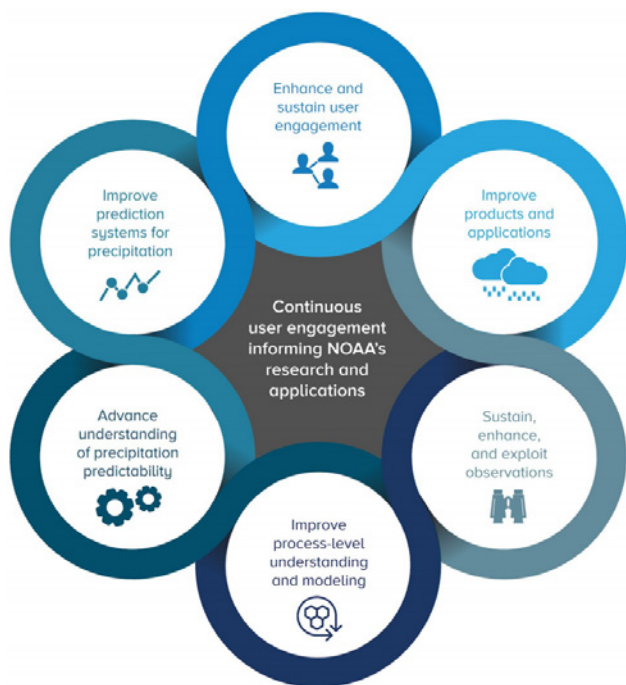 Enhance and
sustain user
engagement
Improve
products and
applications
Sustain,
enhance,
and exploit
observations
Improve
process-level
understanding
and modeling
Advance
understanding
of precipitation
predictability
Improve
prediction
systems for
precipitation
Continuous
user engagement
informing NOAA's
research and
applications